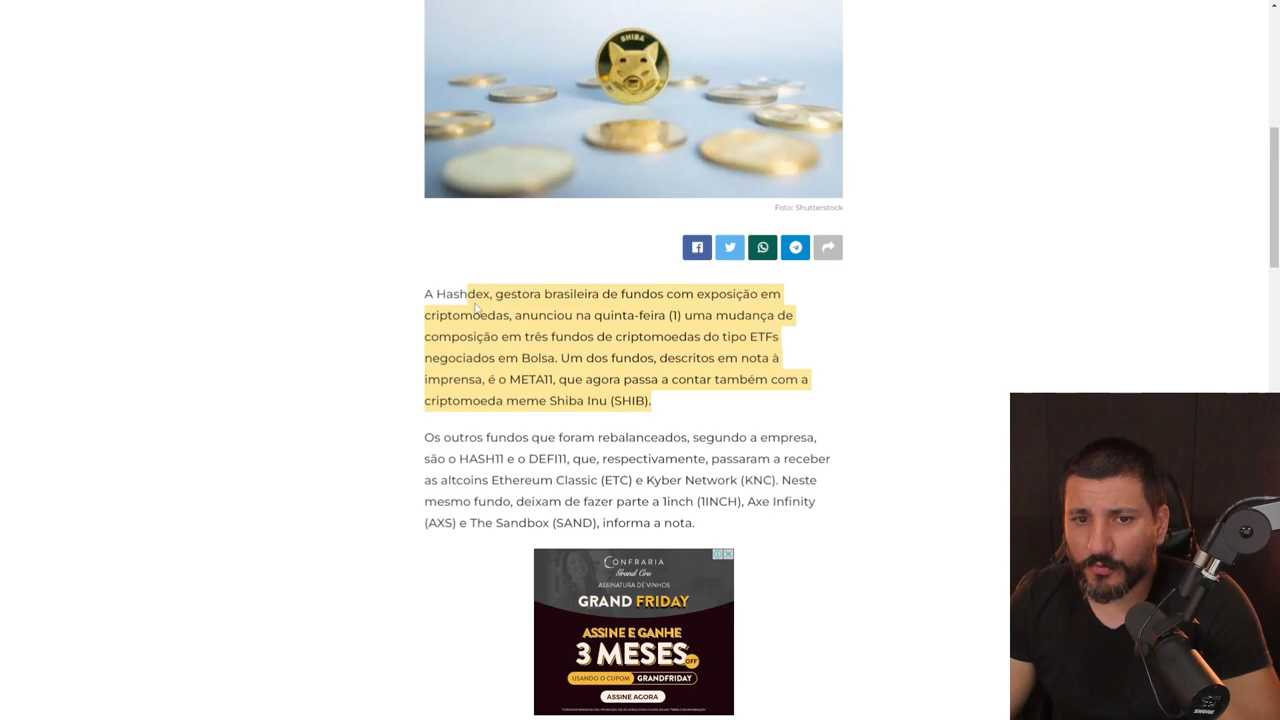 SHIBA
Foto: Shutterstock
A Hashdex, gestora brasileira de fundos com exposição em
criptomoedas, anunciou na quinta-feira (1) uma mudança de
composição em três fundos de criptomoedas do tipo ETFs
negociados em Bolsa. Um dos fundos, descritos em nota à
imprensa, é o META11, que agora passa a contar também com a
criptomoeda meme Shiba Inu (SHIB).
Os outros fundos que foram rebalanceados, segundo a empresa,
são o HASH11 e o DEFI11, que, respectivamente, passaram a receber
as altcoins Ethereum Classic (ETC) e Kyber Network (KNC). Neste
mesmo fundo, deixam de fazer parte a 1inch (1INCH), Axe Infinity
(AXS) e The Sandbox (SAND), informa a nota.
CONFRARIA
Grand Cru
ASSINATURA DE VINHOS
GRAND FRIDAY
ASSINE E GANHE
3 MESES OFF
USANDO O CUPOM GRANDFRIDAY
ASSINE AGORA
SHURE